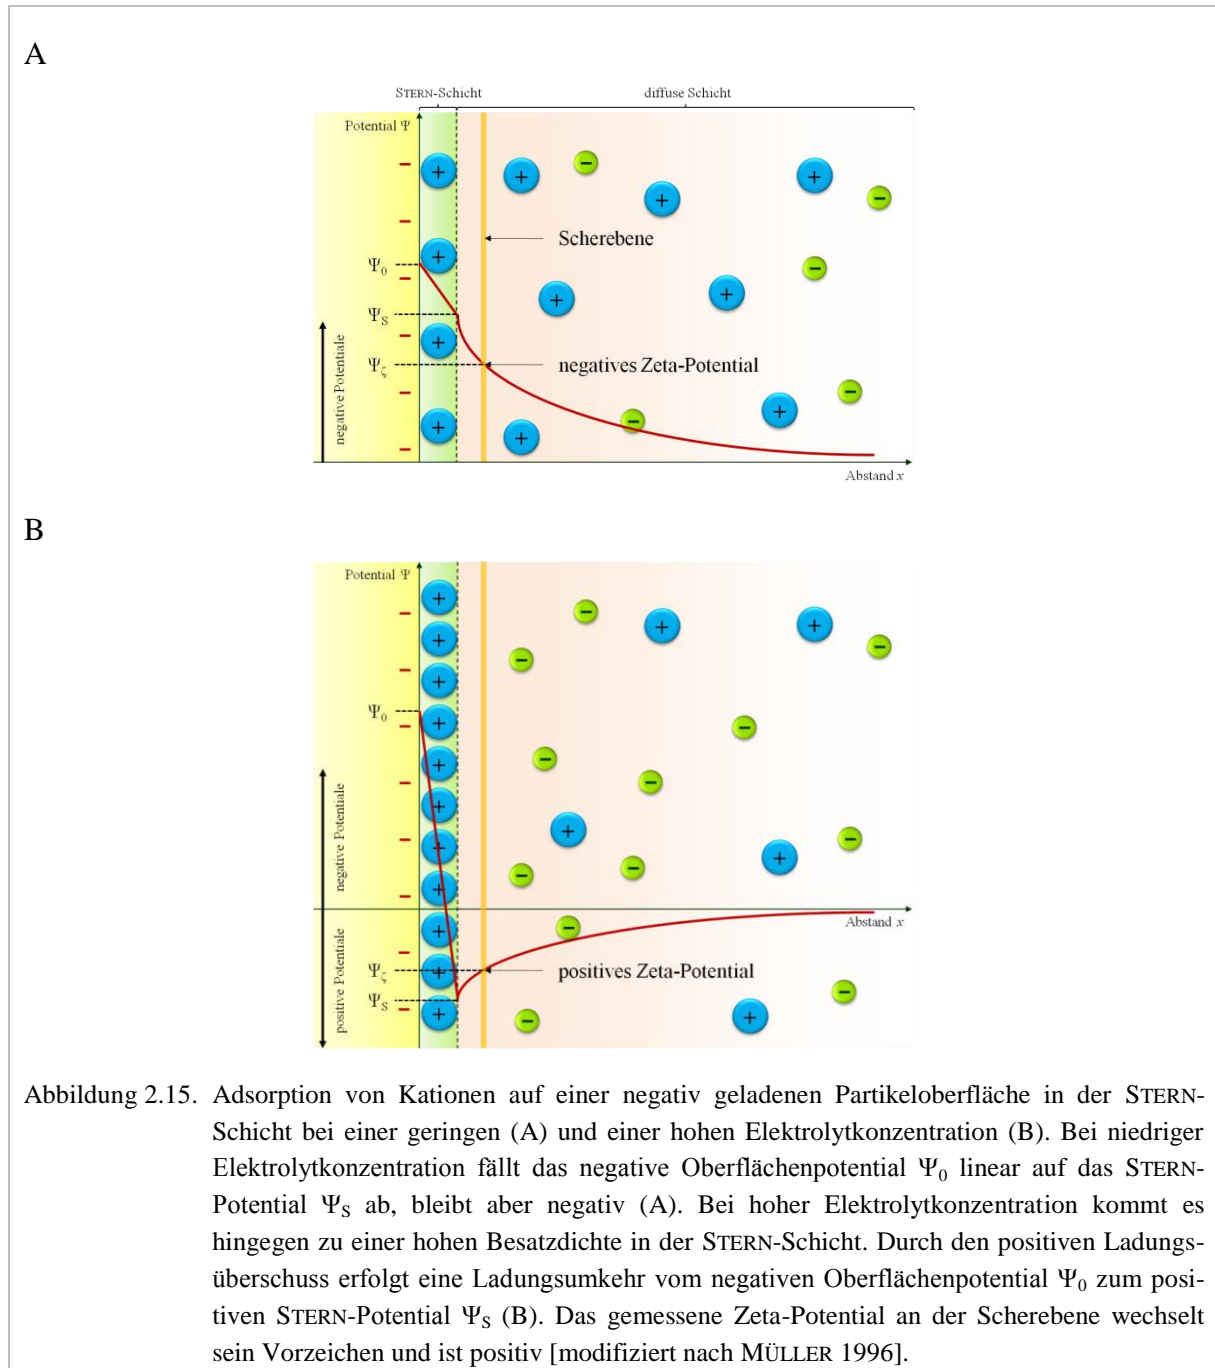 A
STERN-Schicht
diffuse Schicht
Potential Ψ
Scherebene
Ψ0
ΨS
Ψζ
negatives Zeta-Potential
negative Potentiale
Abstand x
B
Potential Ψ
Ψ0
negative Potentiale
Abstand x
Ψζ
positives Zeta-Potential
ΨS
positive Potentiale
Abbildung 2.15. Adsorption von Kationen auf einer negativ geladenen Partikeloberfläche in der STERN-
Schicht bei einer geringen (A) und einer hohen Elektrolytkonzentration (B). Bei niedriger
Elektrolytkonzentration fällt das negative Oberflächenpotential Ψ0 linear auf das STERN-
Potential ΨS ab, bleibt aber negativ (A). Bei hoher Elektrolytkonzentration kommt es
hingegen zu einer hohen Besatzdichte in der STERN-Schicht. Durch den positiven Ladungs-
überschuss erfolgt eine Ladungsumkehr vom negativen Oberflächenpotential Ψ0 zum posi-
tiven STERN-Potential ΨS (B). Das gemessene Zeta-Potential an der Scherebene wechselt
sein Vorzeichen und ist positiv [modifiziert nach MÜLLER 1996].